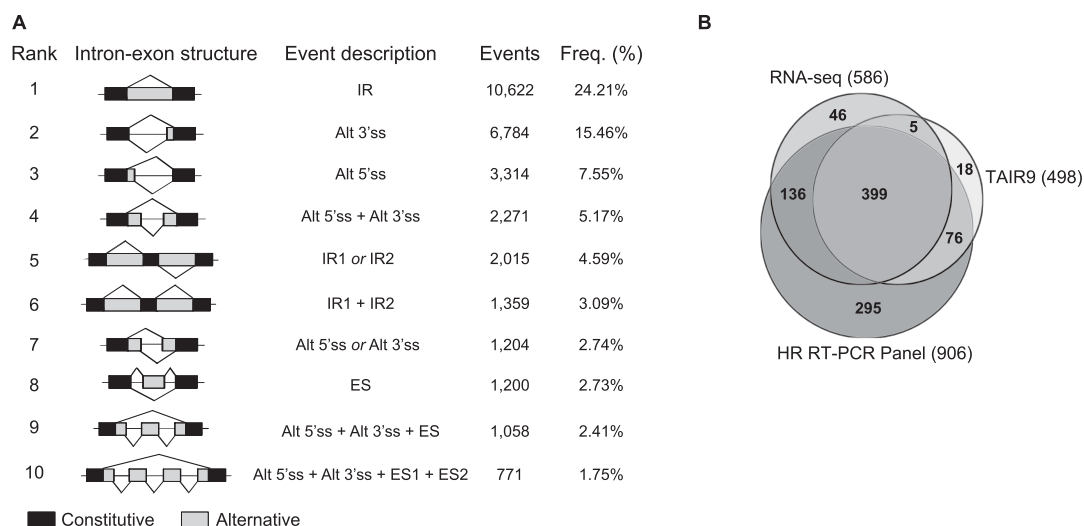 A
Rank Intron-exon structure Event description Events Freq. (%)
1 IR 10,622 24.21%
2 Alt 3'ss 6,784 15.46%
3 Alt 5'ss 3,314 7.55%
4 Alt 5'ss + Alt 3'ss 2,271 5.17%
5 IR1 or IR2 2,015 4.59%
6 IR1 + IR2 1,359 3.09%
7 Alt 5'ss or Alt 3'ss 1,204 2.74%
8 ES 1,200 2.73%
9 Alt 5'ss + Alt 3'ss + ES 1,058 2.41%
10 Alt 5'ss + Alt 3'ss + ES1 + ES2 771 1.75%
Constitutive Alternative
B
RNA-seq (586)
46
5
18
TAIR9 (498)
136
399
76
295
HR RT-PCR Panel (906)